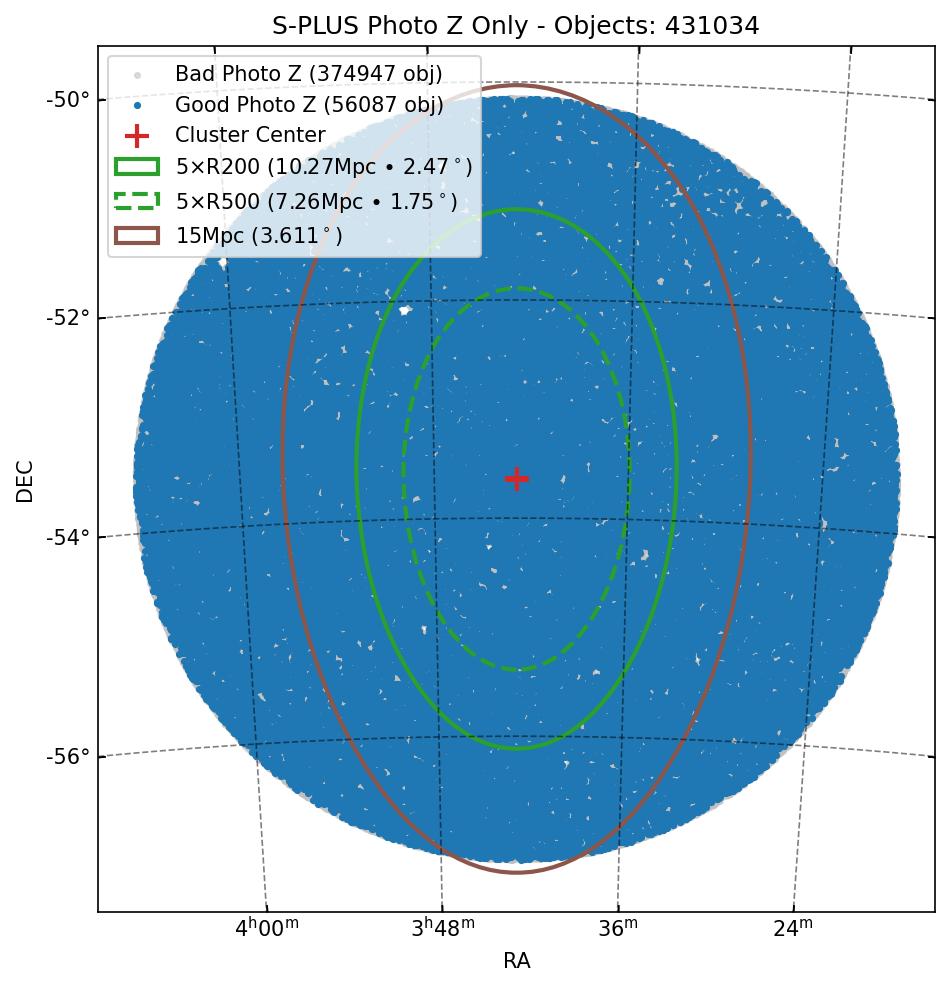 S-PLUS Photo Z Only - Objects: 431034
Bad Photo Z (374947 obj)
Good Photo Z (56087 obj)
Cluster Center
5×R200 (10.27Mpc • 2.47°)
5×R500 (7.26Mpc • 1.75°)
15Mpc (3.611°)
-50°
-52°
-54°
-56°
DEC
4ʰ00ᵐ 3ʰ48ᵐ 36ᵐ 24ᵐ
RA